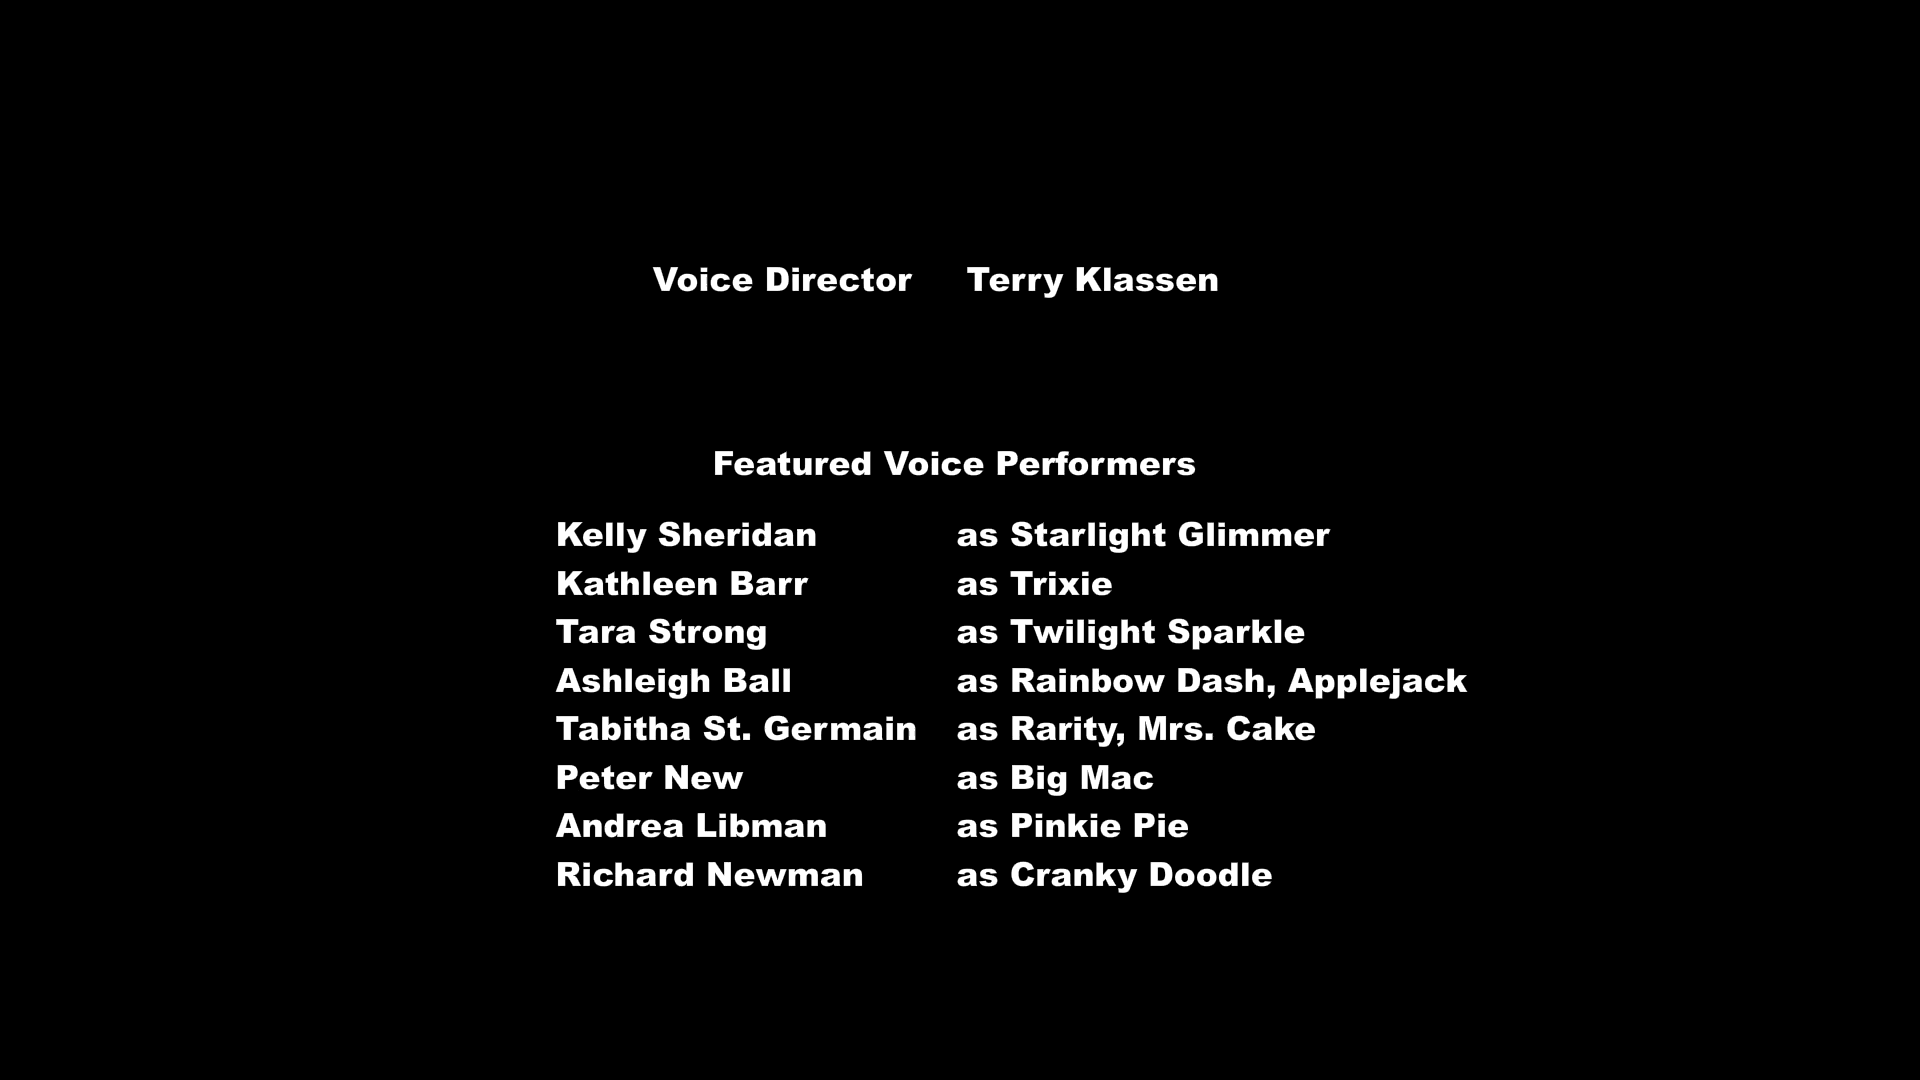 Voice Director Terry Klassen
Featured Voice Performers
Kelly Sheridan as Starlight Glimmer
Kathleen Barr as Trixie
Tara Strong as Twilight Sparkle
Ashleigh Ball as Rainbow Dash, Applejack
Tabitha St. Germain as Rarity, Mrs. Cake
Peter New as Big Mac
Andrea Libman as Pinkie Pie
Richard Newman as Cranky Doodle